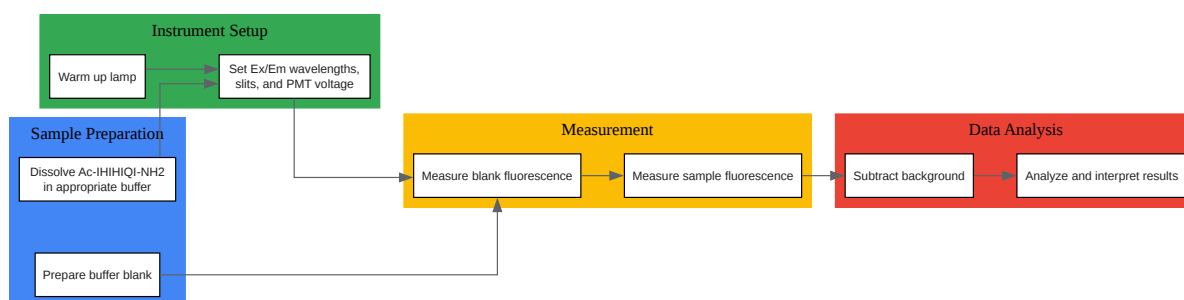 Instrument Setup
Warm up lamp
Set Ex/Em wavelengths,
slits, and PMT voltage
Sample Preparation
Dissolve Ac-IHIHIQI-NH2
in appropriate buffer
Prepare buffer blank
Measurement
Measure blank fluorescence
Measure sample fluorescence
Data Analysis
Subtract background
Analyze and interpret results